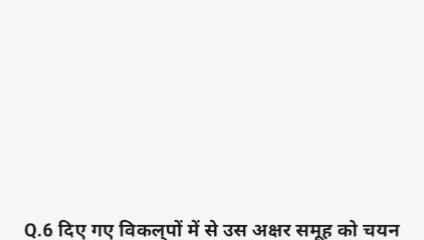 Q.6 दिए गए विकल्पों में से उस अक्षर समूह को चयन